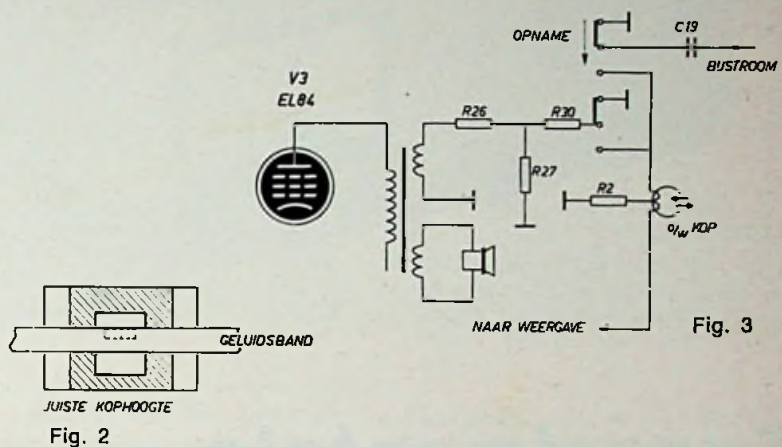 OPNAME
C19
BIJSTROOM
V3
EL84
R26
R30
R27
R2
O/W KOP
NAAR WEERGAVE
Fig. 3
GELUIDSBAND
JUISTE KOPHOOGTE
Fig. 2